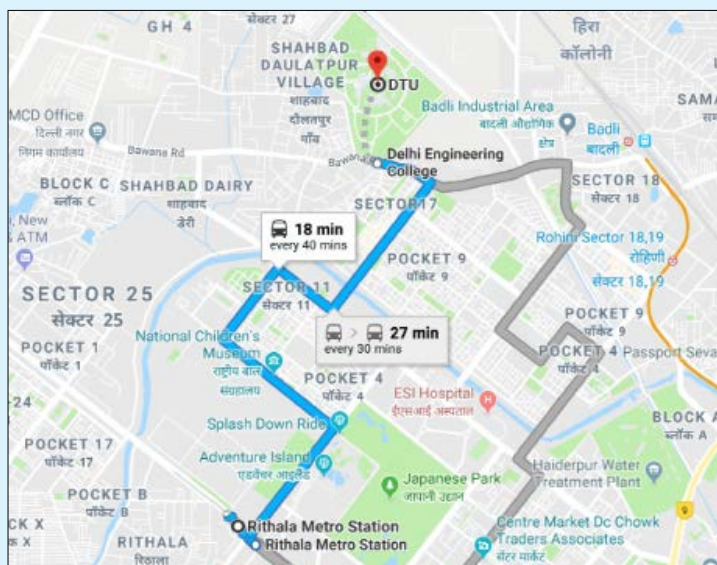 GH 4
सेक्टर 27
हिरा
कॉलोनी
SHAHBAD
DAULATPUR
VILLAGE
शाहबाद
दौलतपुर
DTU
MCD Office
दिल्ली नगर
निगम कार्यालय
Badli Industrial Area
बादली औद्योगिक
क्षेत्र
SAMA
Badli
बादली
Bawana Rd
Bawana
Delhi Engineering
College
BLOCK C
ब्लॉक C
SHAHBAD DAIRY
शाहबाद
डेरी
SECTOR 18
सेक्टर 18
SECTOR17
, New
& ATM
18 min
every 40 mins
Rohini Sector 18,19
रोहिणी
सेक्टर 18,19
POCKET 9
पॉकेट 9
SECTOR 25
सेक्टर 25
SECTOR 11
सेक्टर 11
27 min
every 30 mins
POCKET 9
पॉकेट 9
National Children's
Museum
राष्ट्रीय बाल
संग्रहालय
POCKET 1
पॉकेट 1
POCKET 4
पॉकेट 4
POCKET 4
पॉकेट 4
Passport Seva
ESI Hospital
ईएसआई अस्पताल
-24
Splash Down Ride
BLOCK A
ब्लॉक A
POCKET 17
पॉकेट 17
Adventure Island
एडवेंचर आइलैंड
Japanese Park
जापानी उद्यान
Haiderpur Water
Treatment Plant
POCKET B
पॉकेट B
CK X
X
Rithala Metro Station
Rithala Metro Station
RITHALA
रिठाला
Centre Market Dc Chowk
Traders Associates
सेंटर मार्केट
9